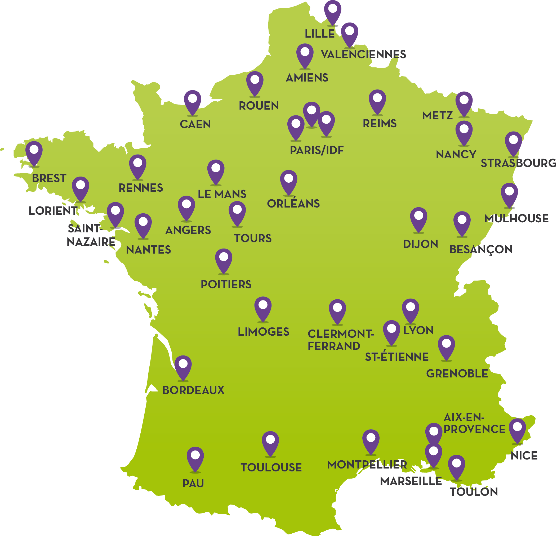 LILLE
VALENCIENNES
AMIENS
ROUEN
CAEN
REIMS
METZ
PARIS/IDF
NANCY
STRASBOURG
BREST
RENNES
LE MANS
ORLÉANS
LORIENT
MULHOUSE
SAINT-
NAZAIRE
ANGERS
TOURS
DIJON
BESANÇON
NANTES
POITIERS
LIMOGES
CLERMONT-
FERRAND
LYON
ST-ÉTIENNE
GRENOBLE
BORDEAUX
AIX-EN-
PROVENCE
NICE
PAU
TOULOUSE
MONTPELLIER
MARSEILLE
TOULON